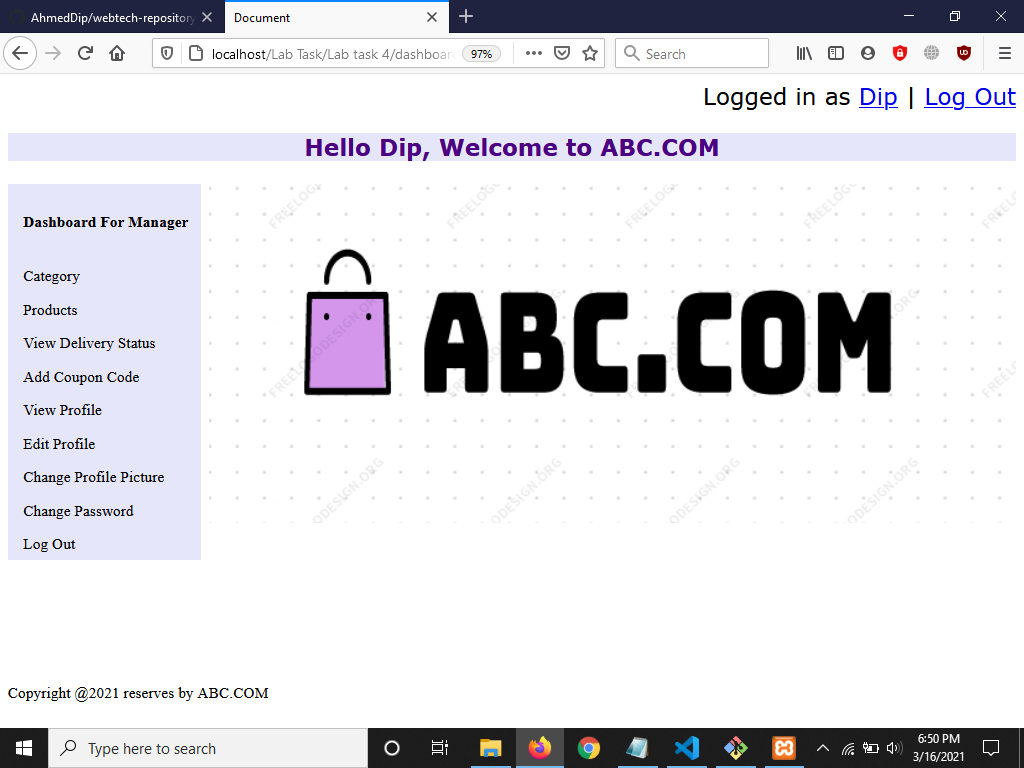 AhmedDip/webtech-repository
Document
localhost/Lab Task/Lab task 4/dashboar
97%
Search
Logged in as Dip | Log Out
Hello Dip, Welcome to ABC.COM
Dashboard For Manager
Category
Products
View Delivery Status
Add Coupon Code
View Profile
Edit Profile
Change Profile Picture
Change Password
Log Out
ABC.COM
Copyright @2021 reserves by ABC.COM
Type here to search
6:50 PM
3/16/2021